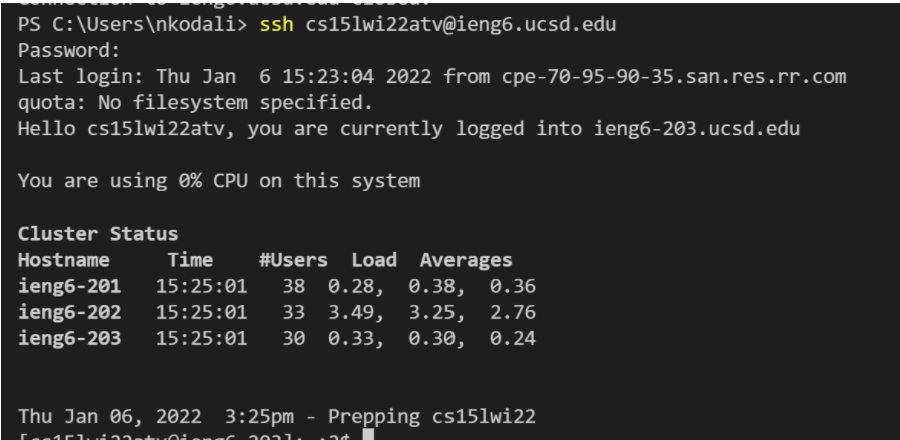 PS C:\Users\nkodali> ssh cs15lwi22atv@ieng6.ucsd.edu
Password:
Last login: Thu Jan  6 15:23:04 2022 from cpe-70-95-90-35.san.res.rr.com
quota: No filesystem specified.
Hello cs15lwi22atv, you are currently logged into ieng6-203.ucsd.edu
You are using 0% CPU on this system
Cluster Status
Hostname     Time    #Users  Load  Averages
ieng6-201   15:25:01   38  0.28,  0.38,  0.36
ieng6-202   15:25:01   33  3.49,  3.25,  2.76
ieng6-203   15:25:01   30  0.33,  0.30,  0.24
Thu Jan 06, 2022  3:25pm - Prepping cs15lwi22